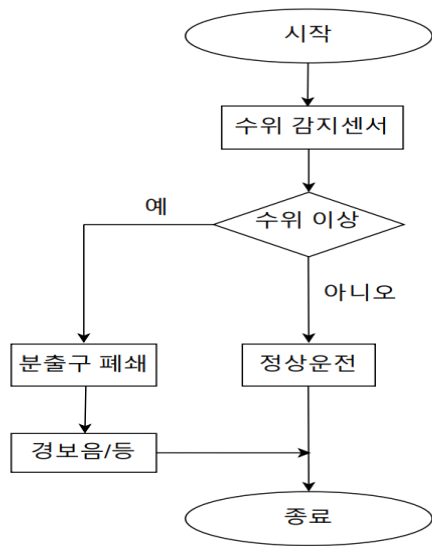 시작
수위 감지센서
수위 이상
예
아니오
분출구 폐쇄
정상운전
경보음/등
종료